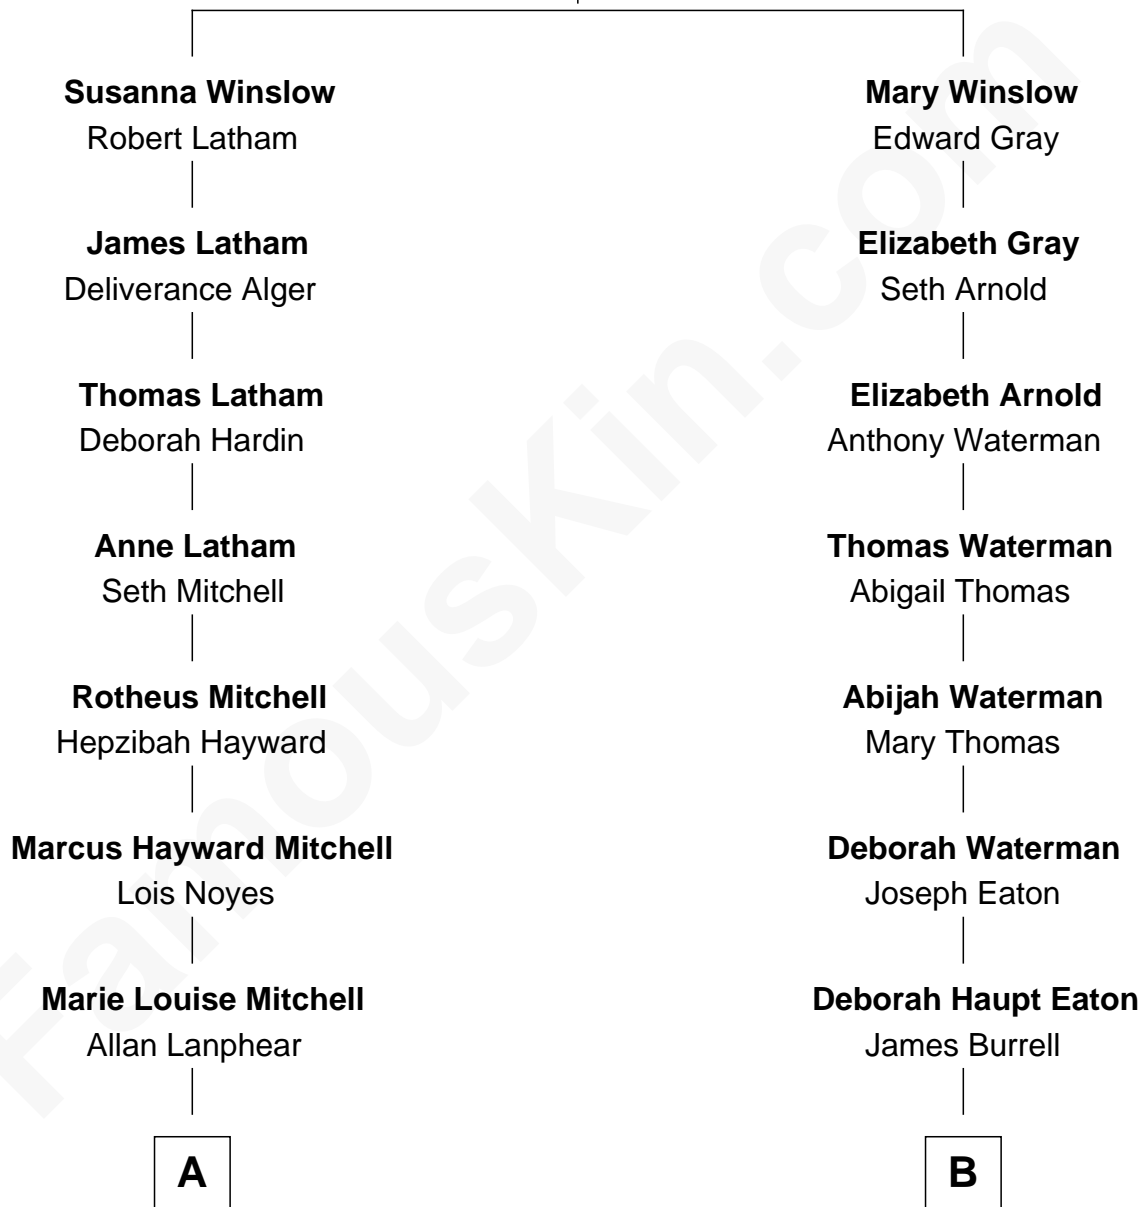 Susanna Winslow
Robert Latham
James Latham
Deliverance Alger
Thomas Latham
Deborah Hardin
Anne Latham
Seth Mitchell
Rotheus Mitchell
Hepzibah Hayward
Marcus Hayward Mitchell
Lois Noyes
Marie Louise Mitchell
Allan Lanphear
A
Mary Winslow
Edward Gray
Elizabeth Gray
Seth Arnold
Elizabeth Arnold
Anthony Waterman
Thomas Waterman
Abigail Thomas
Abijah Waterman
Mary Thomas
Deborah Waterman
Joseph Eaton
Deborah Haupt Eaton
James Burrell
B
FamousKin.com